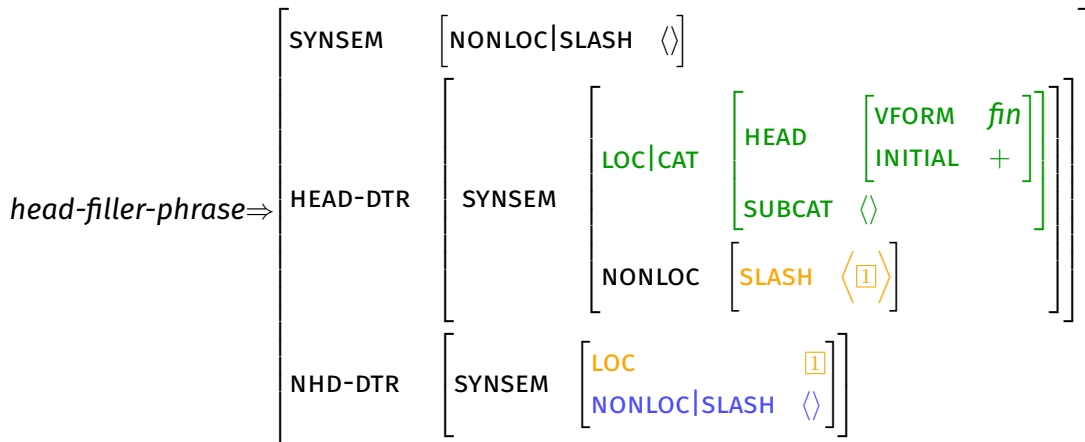 SYNSEM [NONLOC|SLASH ⟨⟩]
VFORM fin
HEAD
LOC|CAT INITIAL +
head-filler-phrase⇒ HEAD-DTR SYNSEM SUBCAT ⟨⟩
NONLOC [SLASH ⟨1⟩]
LOC 1
NHD-DTR SYNSEM
NONLOC|SLASH ⟨⟩